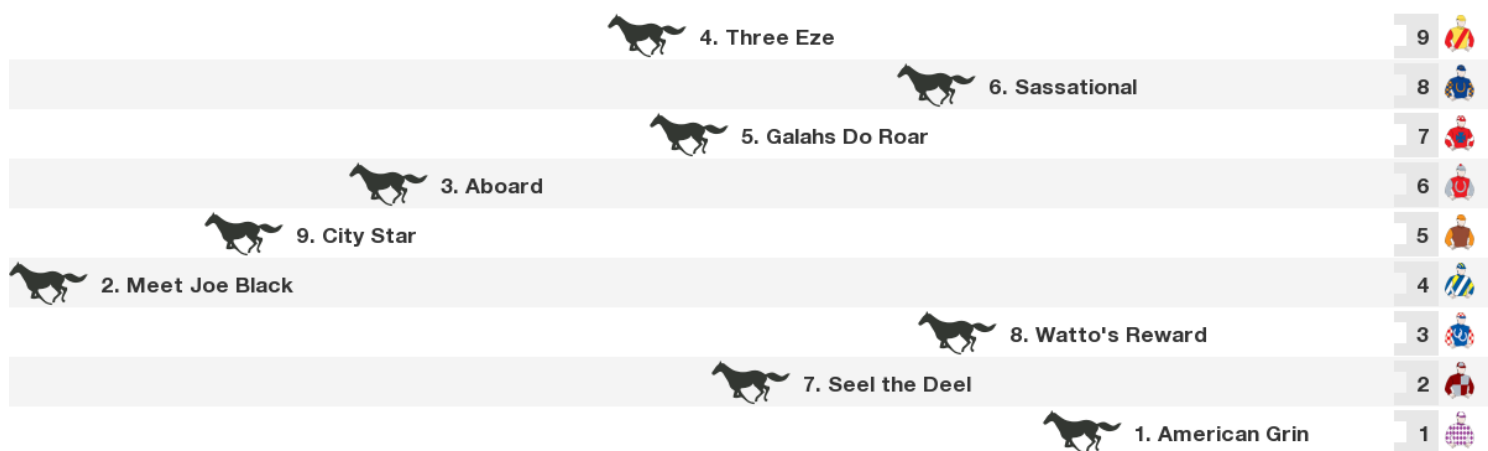 4. Three Eze 9
6. Sassational 8
5. Galahs Do Roar 7
3. Aboard 6
9. City Star 5
2. Meet Joe Black 4
8. Watto's Reward 3
7. Seel the Deel 2
1. American Grin 1